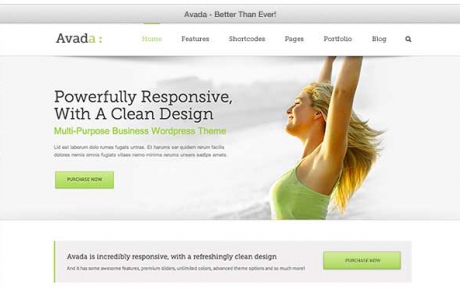 Avada - Better Than Ever!
Avada :
Home Features Shortcodes Pages Portfolio Blog
Powerfully Responsive,
With A Clean Design
Multi-Purpose Business Wordpress Theme
Lid est laborum dolo rumes fugats untras. Et harums ser quidem rerum facilis
dolores nemis omnis fugats vitaes nemo minima rerums unsers sadips amets.
PURCHASE NOW
Avada is incredibly responsive, with a refreshingly clean design
And it has some awesome features, premium sliders, unlimited colors, advanced theme options and so much more!
PURCHASE NOW